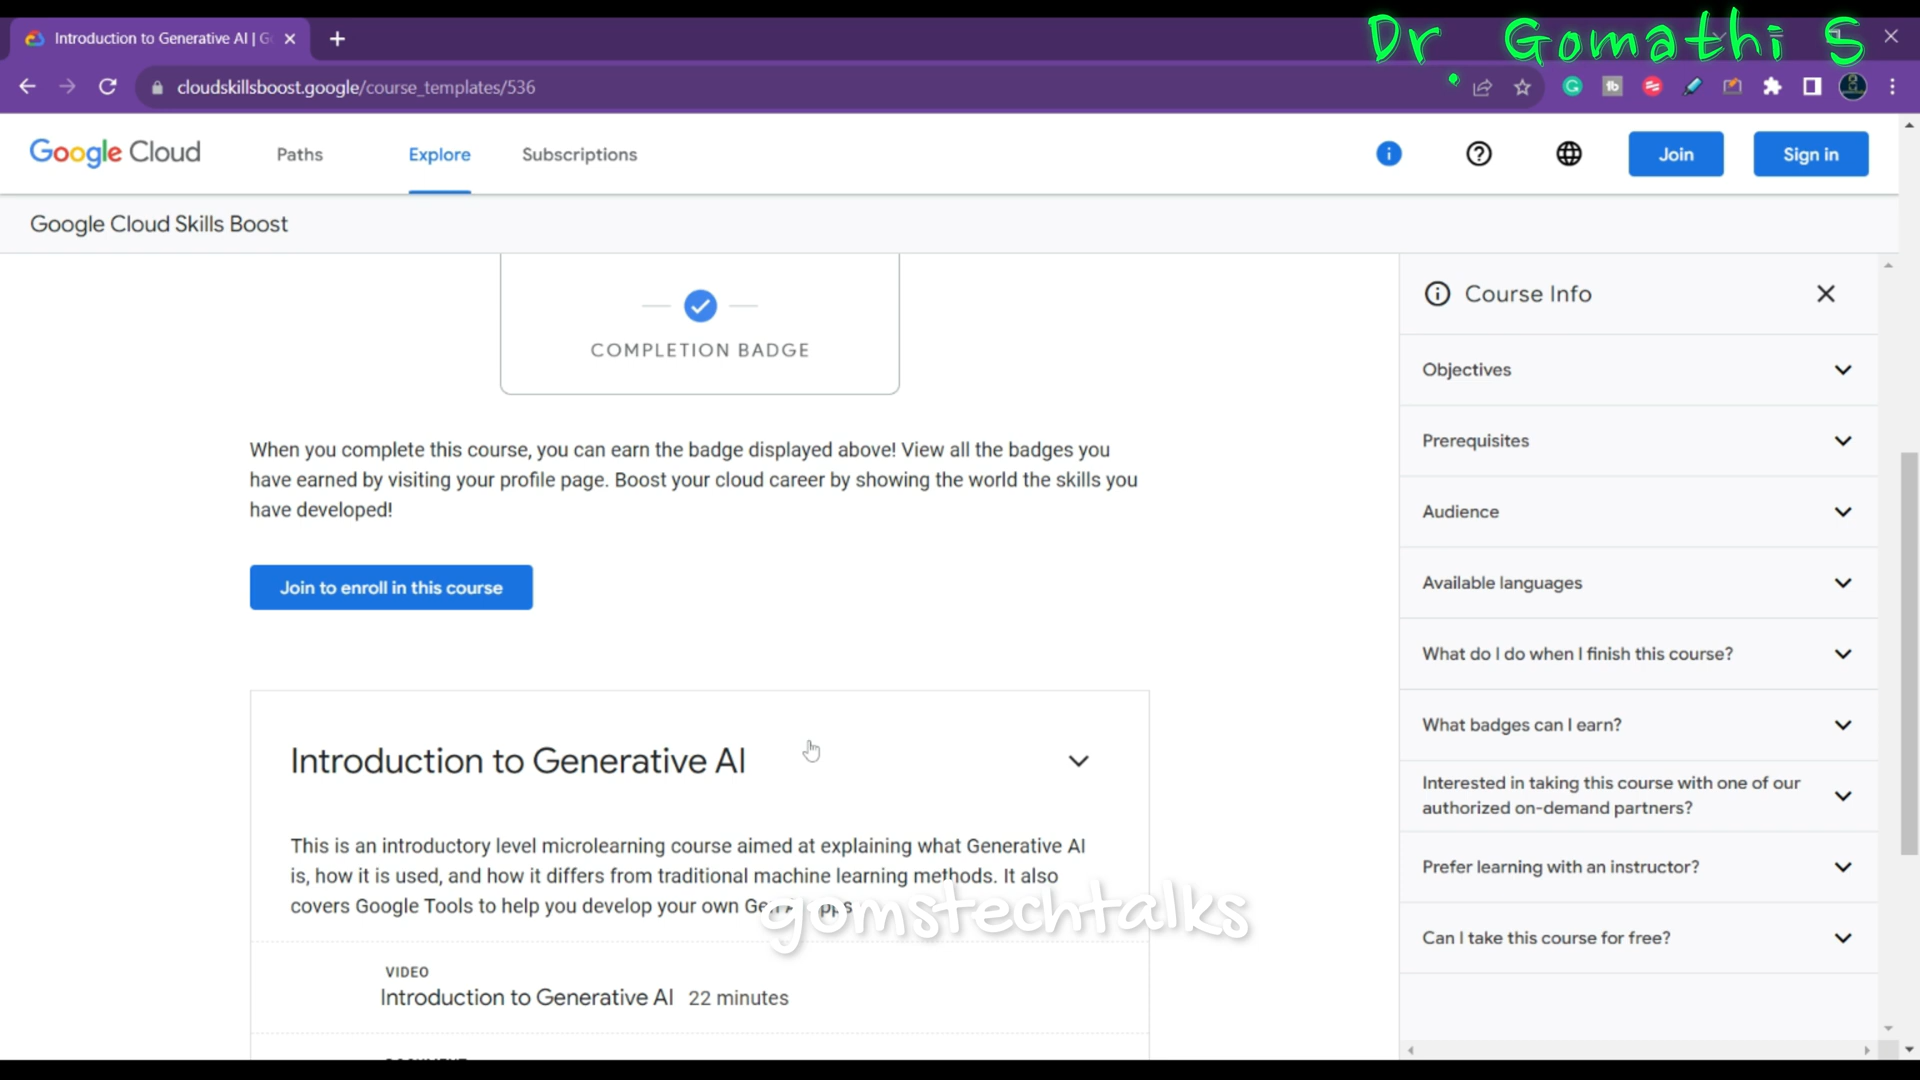 Dr. Gomathi S
Introduction to Generative AI | G
cloudskillsboost.google/course_templates/536
Google Cloud
Paths
Explore
Subscriptions
Join
Sign in
Google Cloud Skills Boost
COMPLETION BADGE
When you complete this course, you can earn the badge displayed above! View all the badges you
have earned by visiting your profile page. Boost your cloud career by showing the world the skills you
have developed!
Join to enroll in this course
Introduction to Generative AI
This is an introductory level microlearning course aimed at explaining what Generative AI
is, how it is used, and how it differs from traditional machine learning methods. It also
covers Google Tools to help you develop your own Gen
gomstechtalks
VIDEO
Introduction to Generative AI 22 minutes
Course Info
Objectives
Prerequisites
Audience
Available languages
What do I do when I finish this course?
What badges can I earn?
Interested in taking this course with one of our
authorized on-demand partners?
Prefer learning with an instructor?
Can I take this course for free?